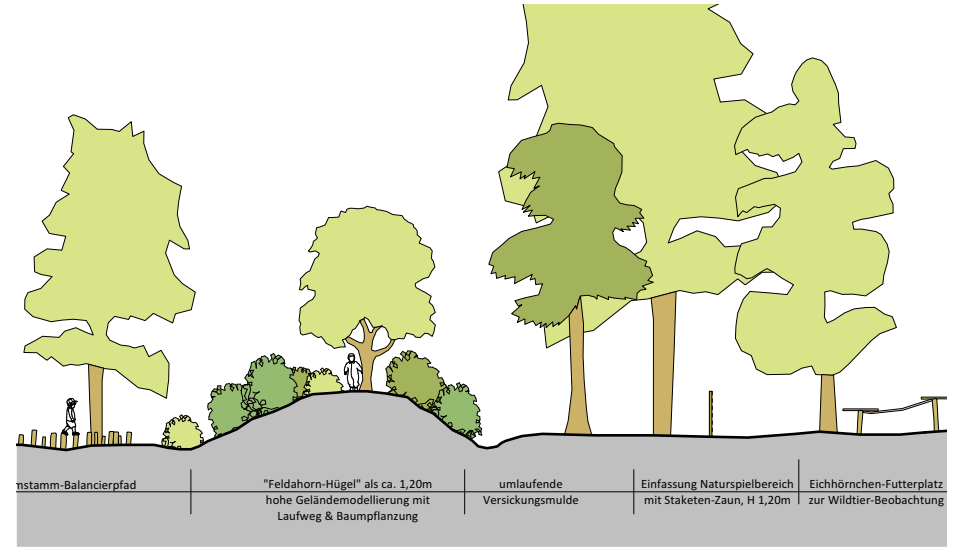 mstamm-Balancierpfad
"Feldahorn-Hügel" als ca. 1,20m
hohe Geländemodellierung mit
Laufweg & Baumpflanzung
umlaufende
Versickungsmulde
Einfassung Naturspielbereich
mit Staketen-Zaun, H 1,20m
Eichhörnchen-Futterplatz
zur Wildtier-Beobachtung